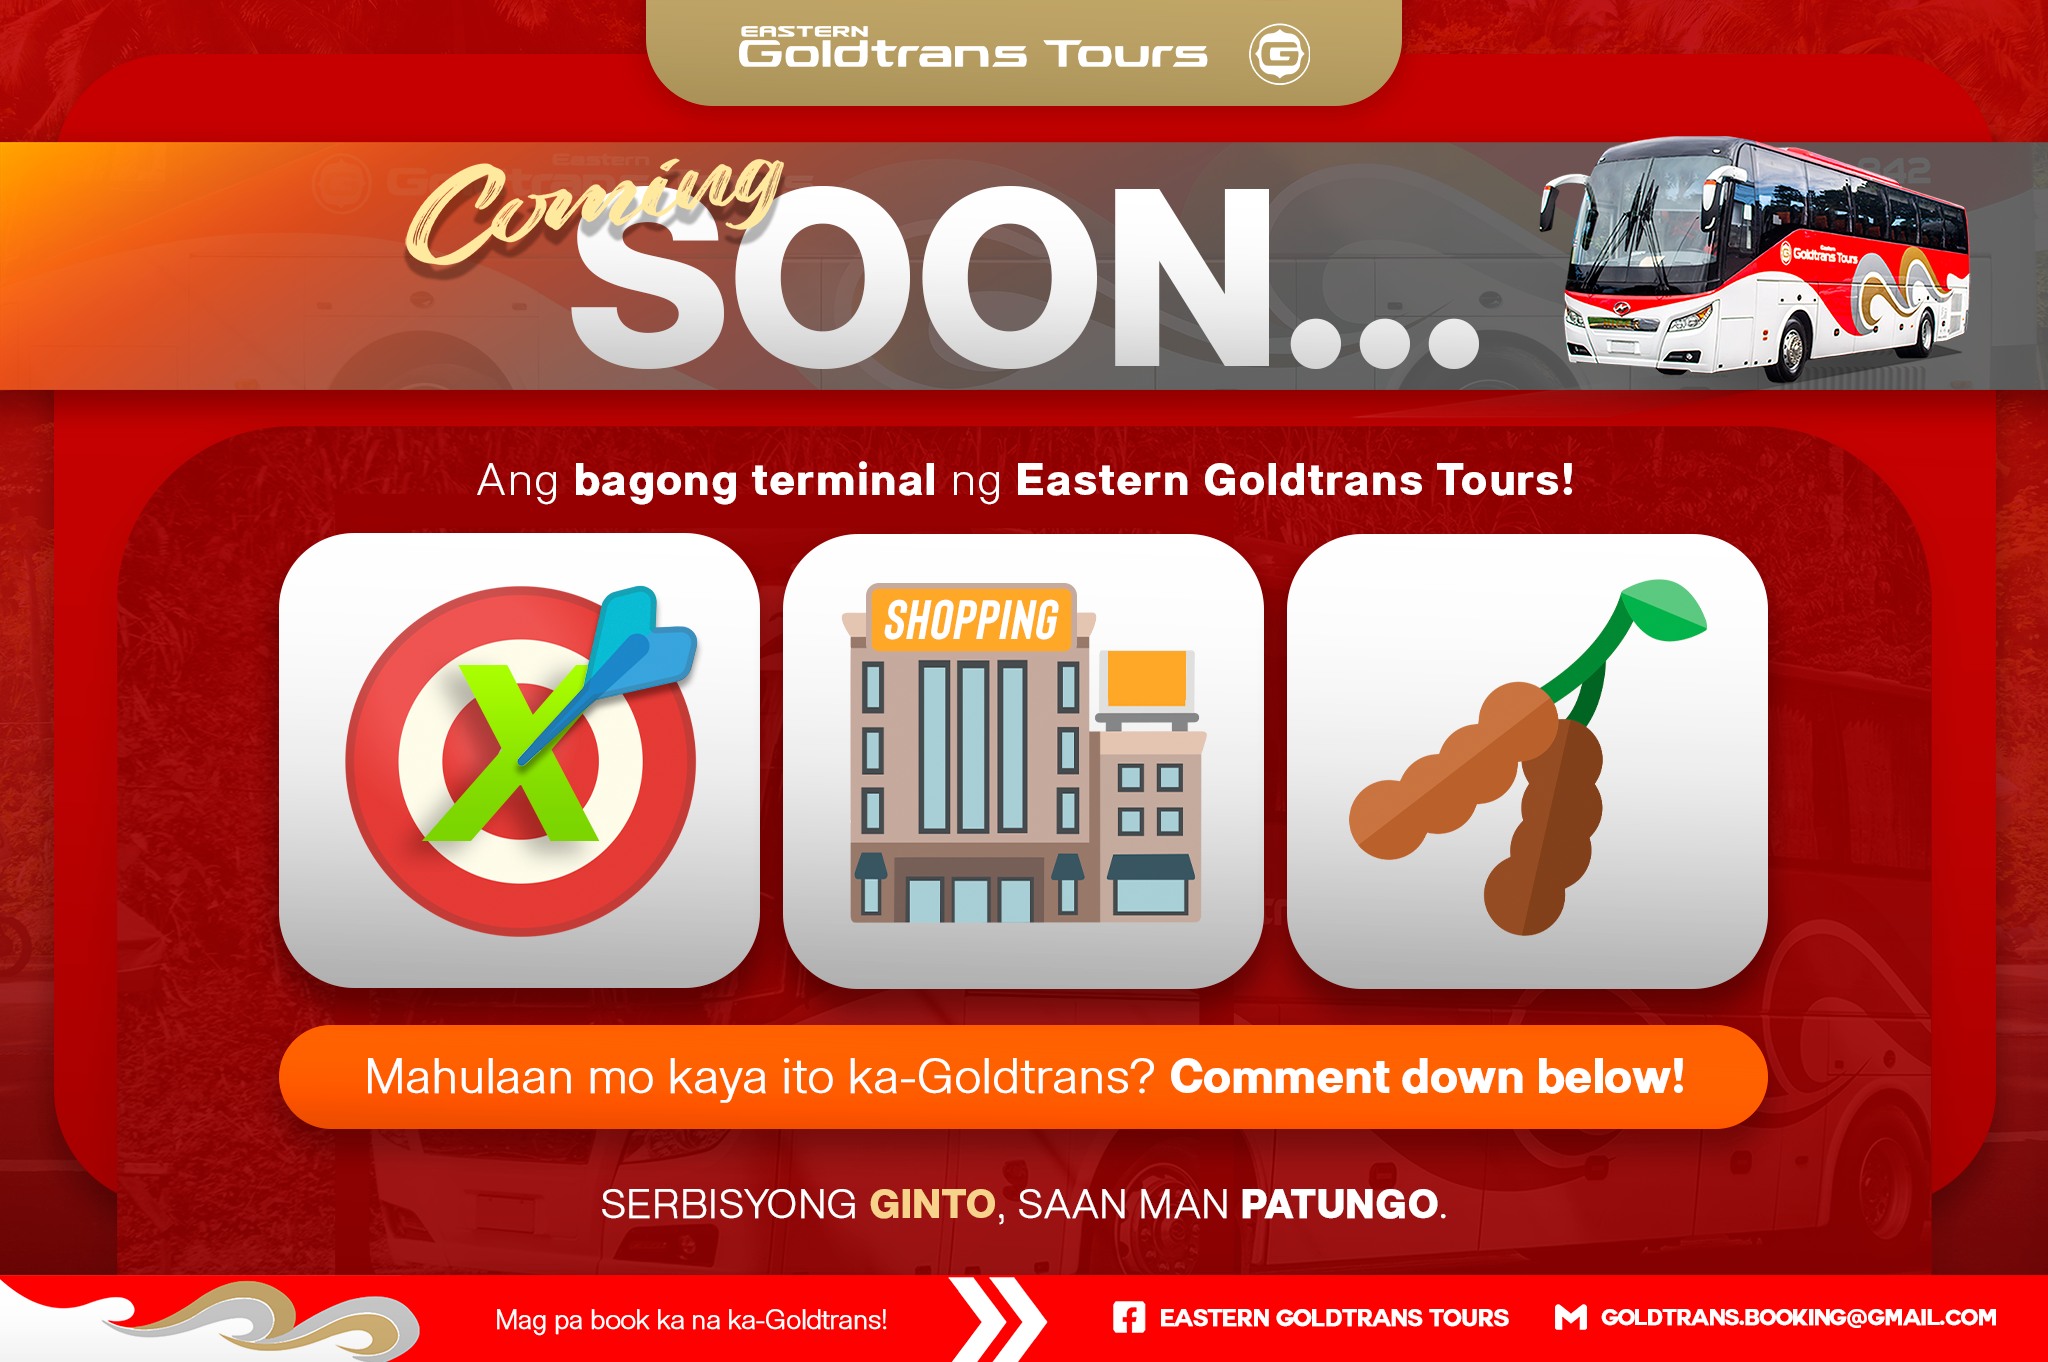 EASTERN
Goldtrans Tours
G
Coming
SOON...
Goldtrans Tours
Ang bagong terminal ng Eastern Goldtrans Tours!
X
SHOPPING
Mahulaan mo kaya ito ka-Goldtrans? Comment down below!
SERBISYONG GINTO, SAAN MAN PATUNGO.
Mag pa book ka na ka-Goldtrans!
EASTERN GOLDTRANS TOURS
GOLDTRANS.BOOKING@GMAIL.COM